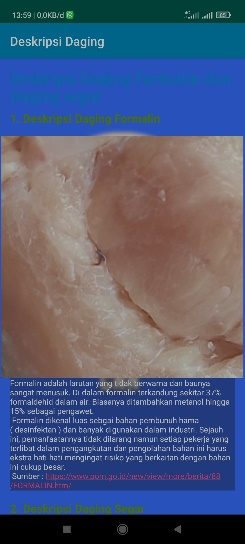 13:59 | 0,0KB/d
Deskripsi Daging
Deskripsi Daging Formalin dan
Daging segar
1. Deskripsi Daging Formalin
Formalin adalah larutan yang tidak berwarna dan baunya
sangat menusuk. Di dalam formalin terkandung sekitar 37%
formaldehid dalam air. Biasanya ditambahkan metanol hingga
15% sebagai pengawet.
Formalin dikenal luas sebgai bahan pembunuh hama
( desinfektan ) dan banyak digunakan dalam industri. Sejauh
ini, pemanfaatannya tidak dilarang namun setiap pekerja yang
terlibat dalam pengangkutan dan pengolahan bahan ini harus
ekstra hati hati mengingat risiko yang berkaitan dengan bahan
ini cukup besar.
Sumber : https://www.pom.go.id/new/view/more/berita/63
/FORMALIN.html
2. Deskripsi Daging Segar